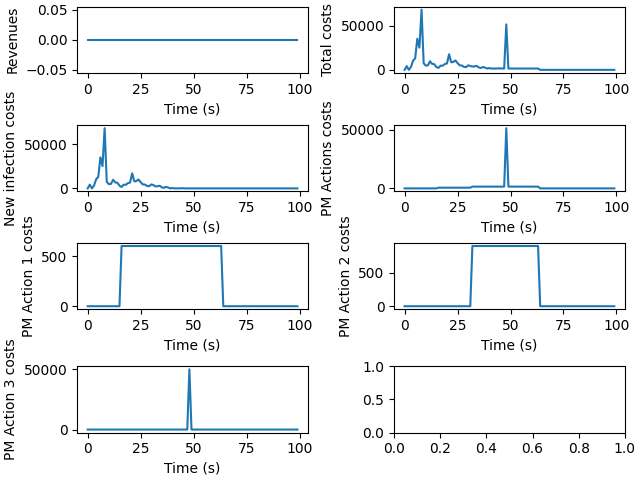 Revenues
0.05
0.00
−0.05
0 25 50 75 100
Time (s)
Total costs
50000
0
0 25 50 75 100
Time (s)
New infection costs
50000
0
0 25 50 75 100
Time (s)
PM Actions costs
50000
0
0 25 50 75 100
Time (s)
PM Action 1 costs
500
0
0 25 50 75 100
Time (s)
PM Action 2 costs
500
0
0 25 50 75 100
Time (s)
PM Action 3 costs
50000
0
0 25 50 75 100
Time (s)
1.0
0.5
0.0
0.0 0.2 0.4 0.6 0.8 1.0